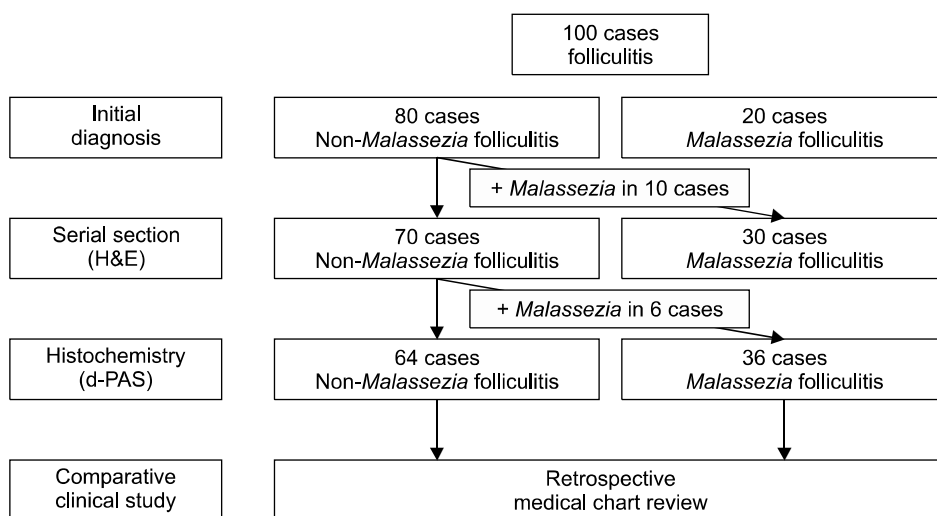 100 cases
folliculitis
Initial
diagnosis
80 cases
Non-Malassezia folliculitis
20 cases
Malassezia folliculitis
+ Malassezia in 10 cases
Serial section
(H&E)
70 cases
Non-Malassezia folliculitis
30 cases
Malassezia folliculitis
+ Malassezia in 6 cases
Histochemistry
(d-PAS)
64 cases
Non-Malassezia folliculitis
36 cases
Malassezia folliculitis
Comparative
clinical study
Retrospective
medical chart review